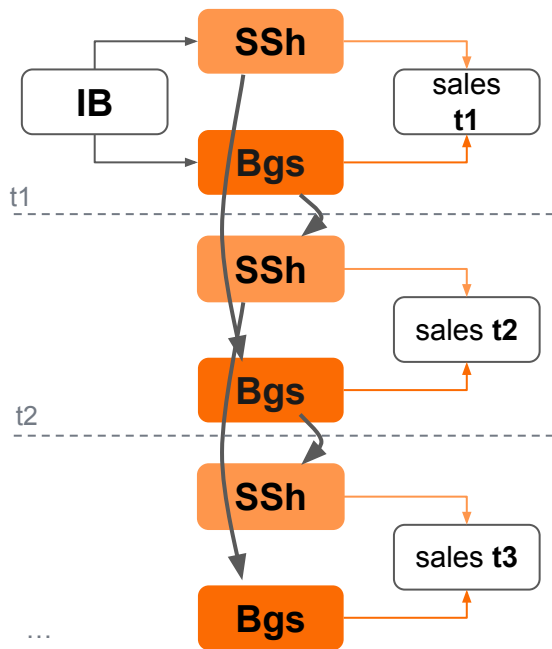 SSh
IB
sales
t1
Bgs
t1
SSh
sales t2
Bgs
t2
SSh
sales t3
Bgs
...